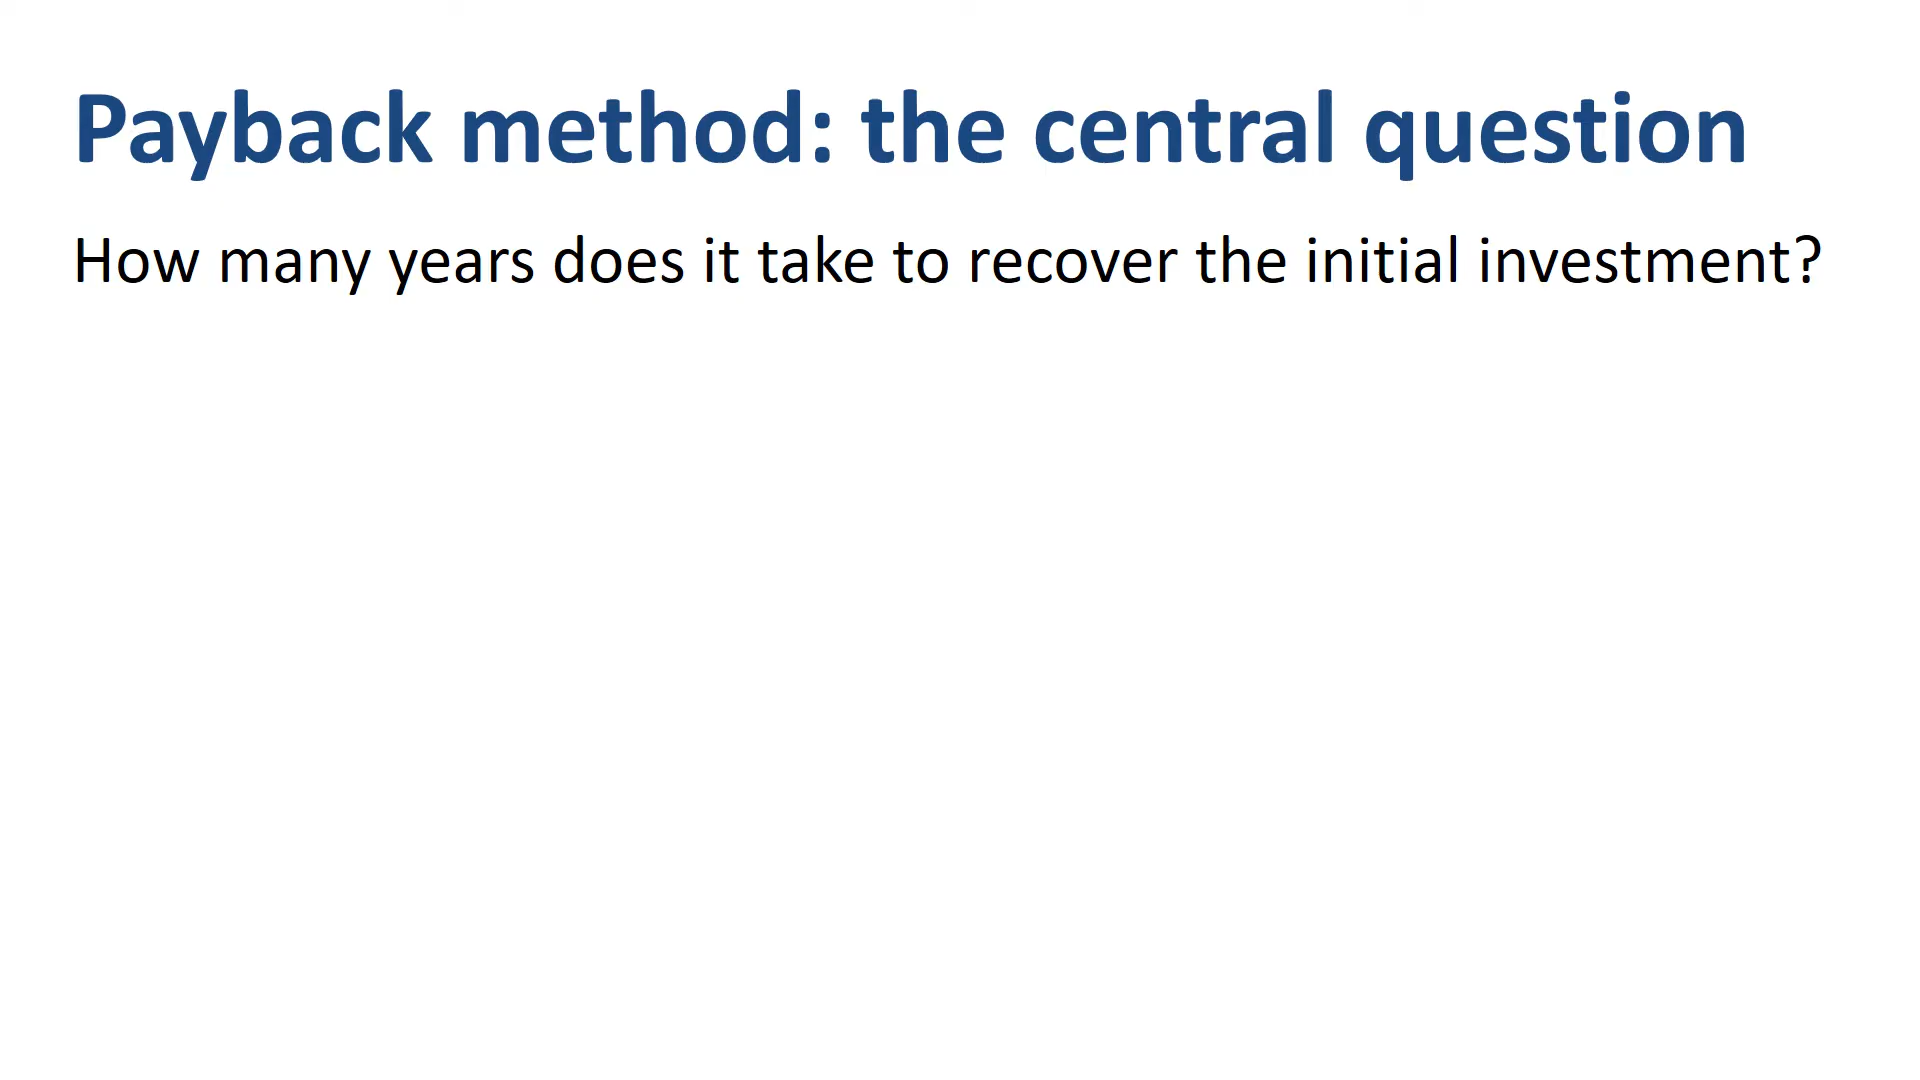 Payback method: the central question
How many years does it take to recover the initial investment?